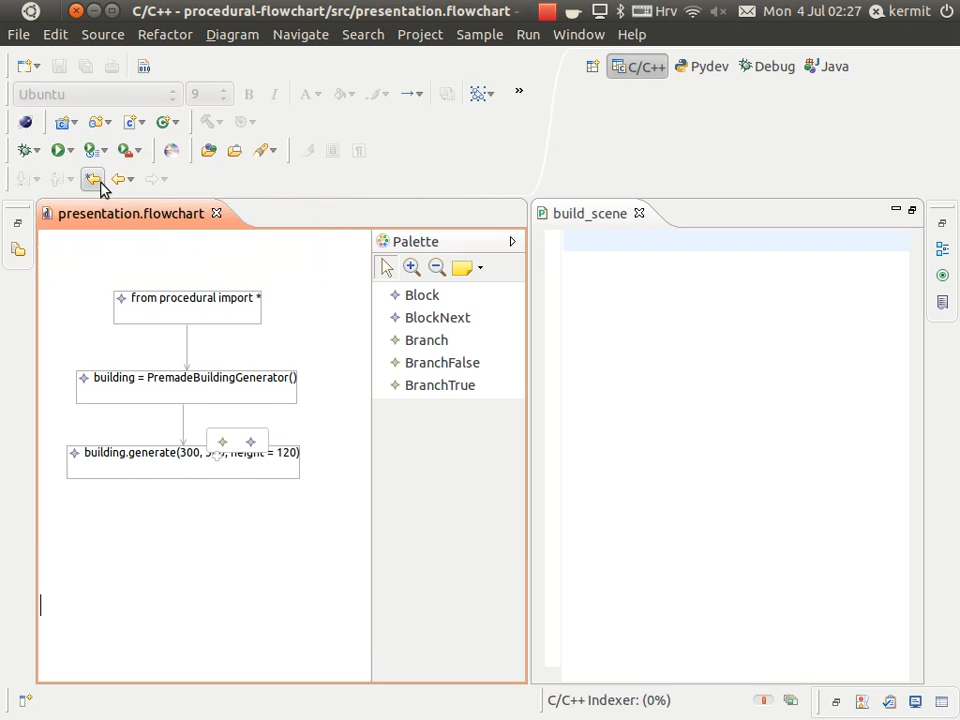 C/C++ - procedural-flowchart/src/presentation.flowchart -
Hrv
Mon 4 Jul 02:27
kermit
File Edit Source Refactor Diagram Navigate Search Project Sample Run Window Help
C/C++ Pydev Debug Java
Ubuntu 9
presentation.flowchart
build_scene
Palette
from procedural import *
building = PremadeBuildingGenerator()
building.generate(300, height = 120)
Block
BlockNext
Branch
BranchFalse
BranchTrue
C/C++ Indexer: (0%)